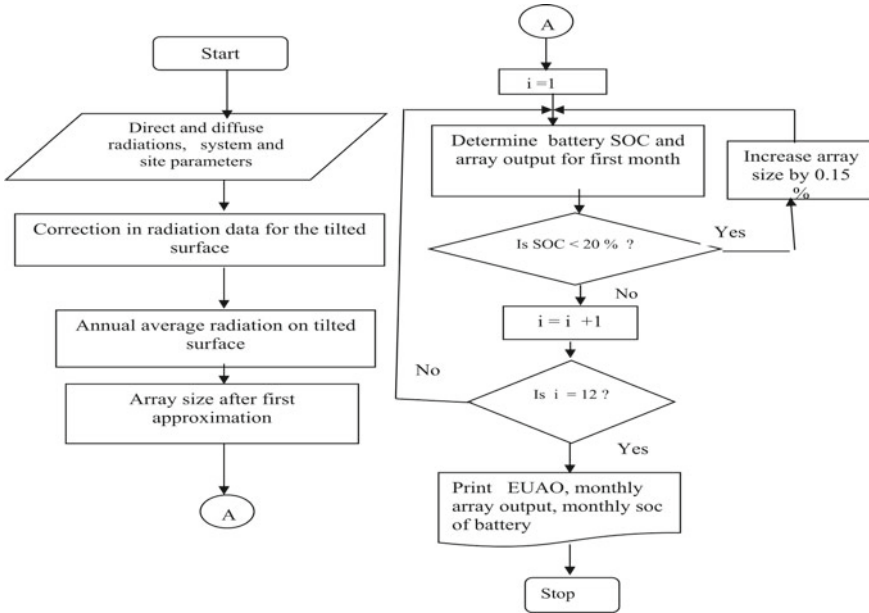 Start
Direct and diffuse
radiations, system and
site parameters
Correction in radiation data for the tilted
surface
Annual average radiation on tilted
surface
Array size after first
approximation
A
A
i =1
Determine battery SOC and
array output for first month
Increase array
size by 0.15
%
Is SOC < 20 % ?
Yes
No
i = i +1
No
Is i = 12 ?
Yes
Print EUAO, monthly
array output, monthly soc
of battery
Stop